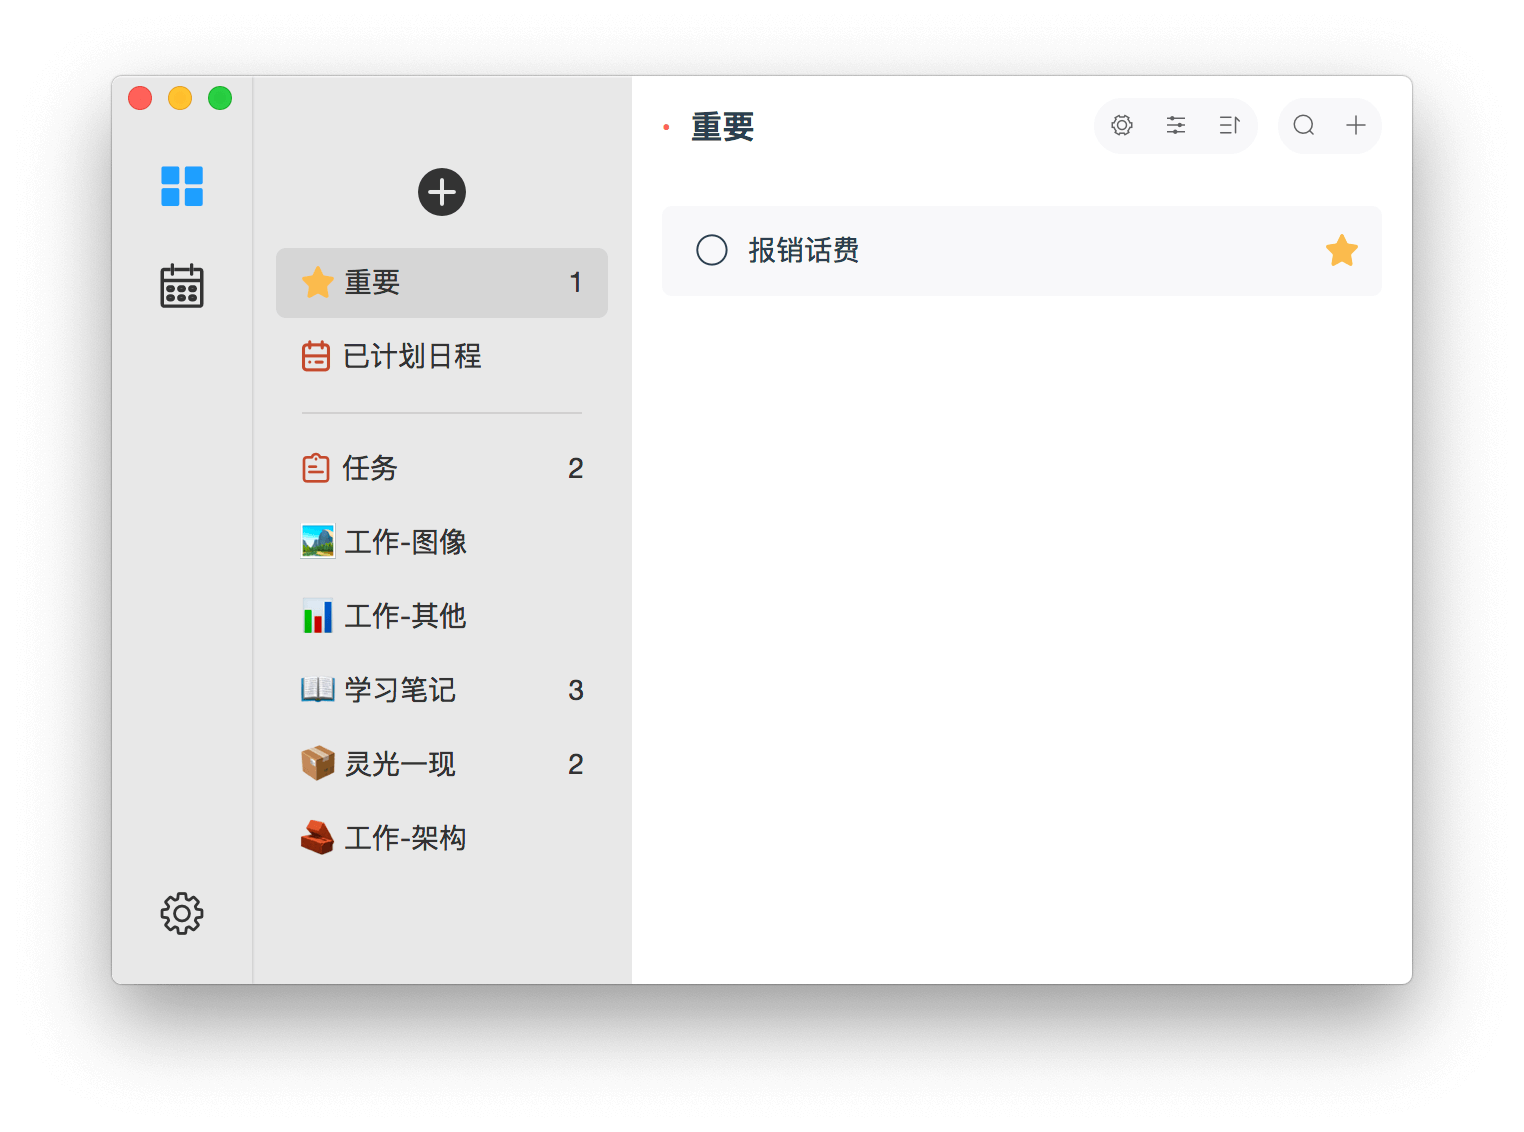 重要 1
已计划日程
任务 2
工作-图像
工作-其他
学习笔记 3
灵光一现 2
工作-架构
重要
报销话费